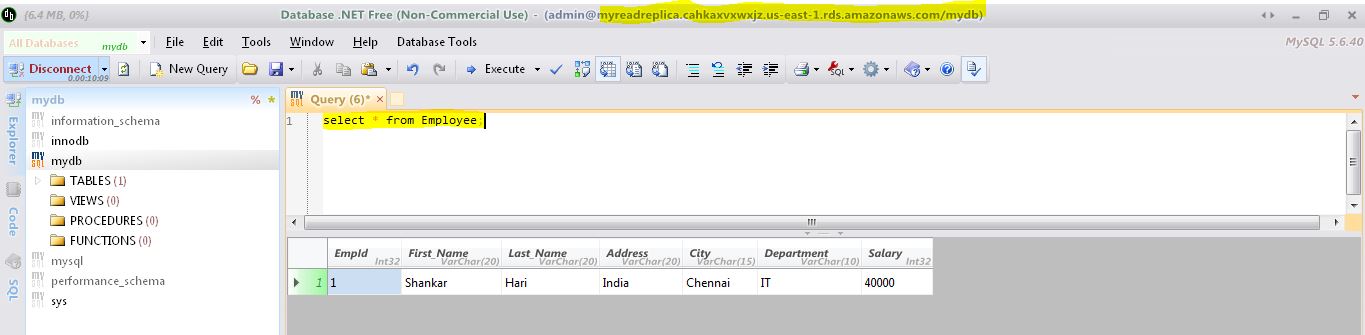 {6.4 MB, 0%} Database .NET Free (Non-Commercial Use) - (admin@myreadreplica.cahkaxvxwxjz.us-east-1.rds.amazonaws.com/mydb)
All Databases mydb File Edit Tools Window Help Database Tools MySQL 5.6.40
Disconnect 0.00:10:09 New Query Execute SQL
mydb % * MY SQL Query (6)* ×
Explorer
Code
SQL
information_schema
innodb
MY SQL mydb
TABLES (1)
VIEWS (0)
PROCEDURES (0)
FUNCTIONS (0)
mysql
performance_schema
sys
1 select * from Employee;
EmpId Int32 First_Name VarChar(20) Last_Name VarChar(20) Address VarChar(20) City VarChar(15) Department VarChar(10) Salary Int32
1 1 Shankar Hari India Chennai IT 40000